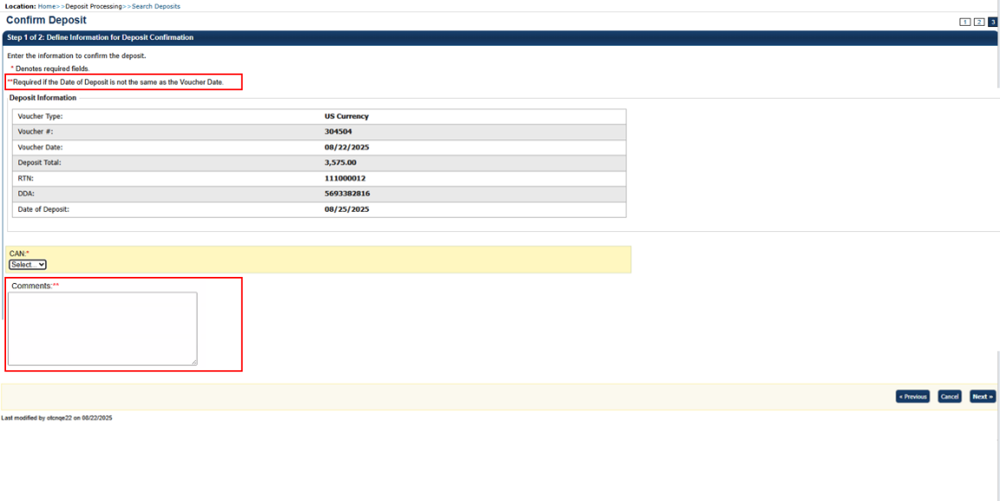 Location: Home>>Deposit Processing>>Search Deposits
Confirm Deposit
1 2 3
Step 1 of 2: Define Information for Deposit Confirmation
Enter the information to confirm the deposit.
* Denotes required fields.
**Required if the Date of Deposit is not the same as the Voucher Date.
Deposit Information
Voucher Type: US Currency
Voucher #: 304504
Voucher Date: 08/22/2025
Deposit Total: 3,575.00
RTN: 111000012
DDA: 5693382816
Date of Deposit: 08/25/2025
CAN:*
Select...
Comments:**
« Previous Cancel Next »
Last modified by otcnqe22 on 08/22/2025